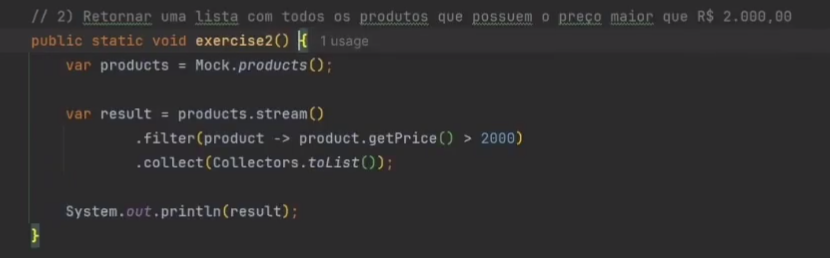 // 2) Retornar uma lista com todos os produtos que possuem o preço maior que R$ 2.000,00
public static void exercise2() { 1 usage
var products = Mock.products();
var result = products.stream()
.filter(product -> product.getPrice() > 2000)
.collect(Collectors.toList());
System.out.println(result);
}